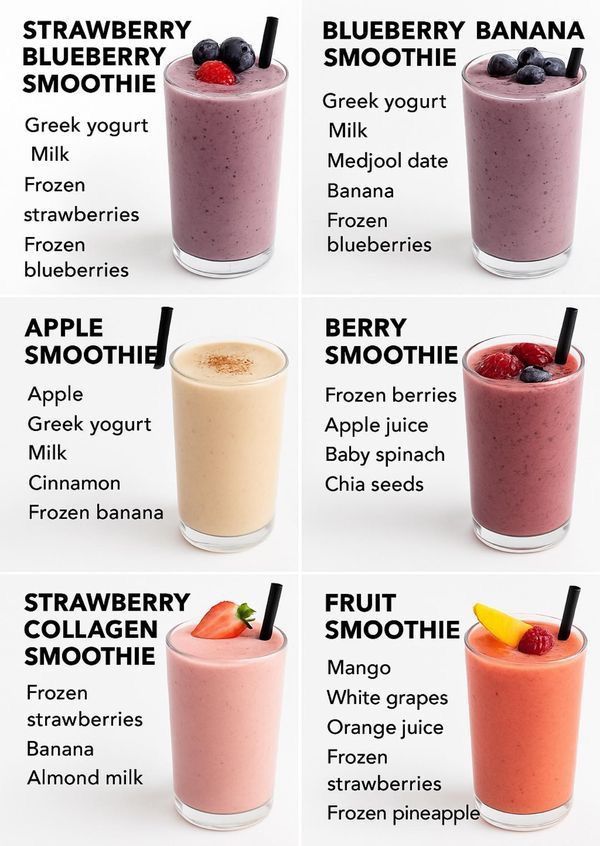 STRAWBERRY
BLUEBERRY
SMOOTHIE
Greek yogurt
Milk
Frozen
strawberries
Frozen
blueberries
BLUEBERRY BANANA
SMOOTHIE
Greek yogurt
Milk
Medjool date
Banana
Frozen
blueberries
APPLE
SMOOTHIE
Apple
Greek yogurt
Milk
Cinnamon
Frozen banana
BERRY
SMOOTHIE
Frozen berries
Apple juice
Baby spinach
Chia seeds
STRAWBERRY
COLLAGEN
SMOOTHIE
Frozen
strawberries
Banana
Almond milk
FRUIT
SMOOTHIE
Mango
White grapes
Orange juice
Frozen
strawberries
Frozen pineapple